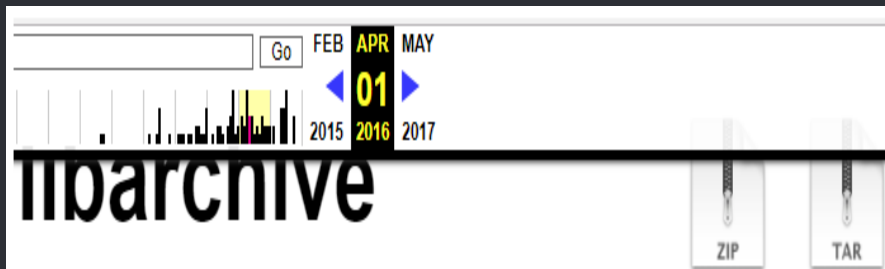 Go
FEB APR MAY
01
2015 2016 2017
libarchive
ZIP TAR